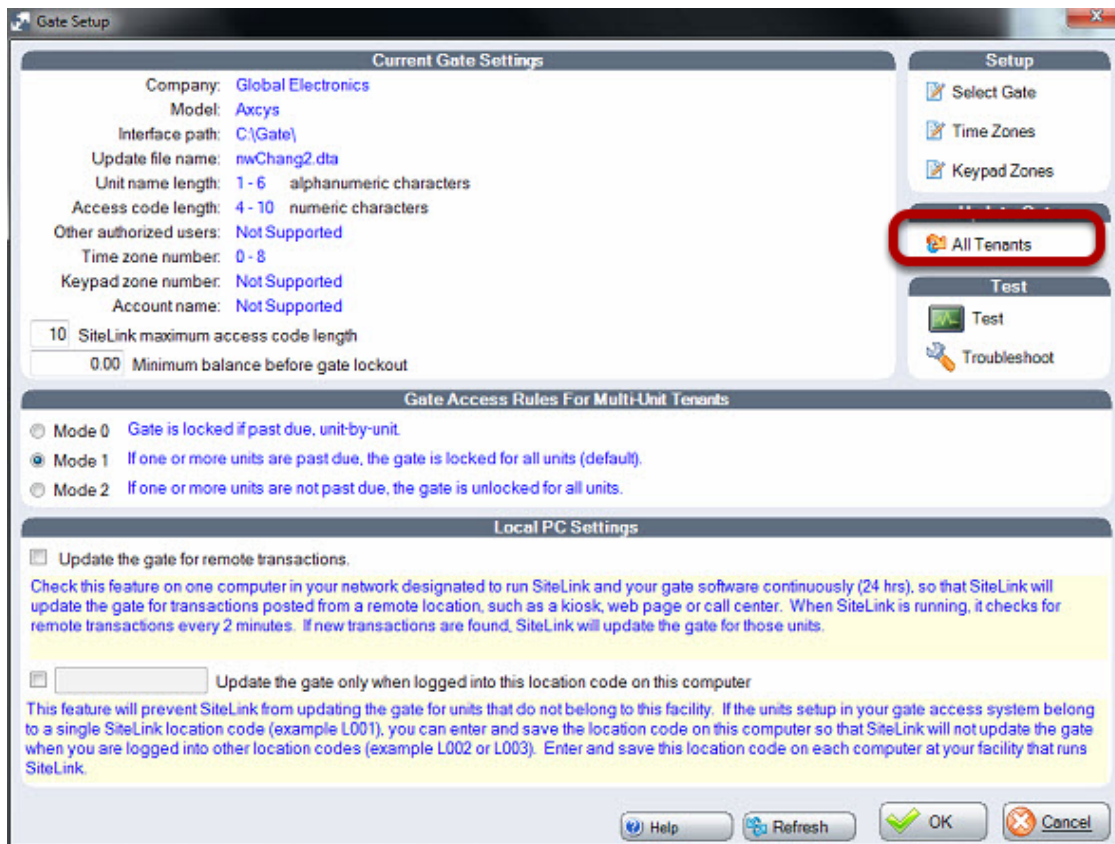 Gate Setup
Current Gate Settings
Company: Global Electronics
Model: Axcys
Interface path: C:\Gate\
Update file name: nwChang2.dta
Unit name length: 1 - 6 alphanumeric characters
Access code length: 4 - 10 numeric characters
Other authorized users: Not Supported
Time zone number: 0 - 8
Keypad zone number: Not Supported
Account name: Not Supported
10 SiteLink maximum access code length
0.00 Minimum balance before gate lockout
Setup
Select Gate
Time Zones
Keypad Zones
All Tenants
Test
Test
Troubleshoot
Gate Access Rules For Multi-Unit Tenants
Mode 0 Gate is locked if past due, unit-by-unit.
Mode 1 If one or more units are past due, the gate is locked for all units (default).
Mode 2 If one or more units are not past due, the gate is unlocked for all units.
Local PC Settings
Update the gate for remote transactions.
Check this feature on one computer in your network designated to run SiteLink and your gate software continuously (24 hrs), so that SiteLink will
update the gate for transactions posted from a remote location, such as a kiosk, web page or call center. When SiteLink is running, it checks for
remote transactions every 2 minutes. If new transactions are found, SiteLink will update the gate for those units.
Update the gate only when logged into this location code on this computer
This feature will prevent SiteLink from updating the gate for units that do not belong to this facility. If the units setup in your gate access system belong
to a single SiteLink location code (example L001), you can enter and save the location code on this computer so that SiteLink will not update the gate
when you are logged into other location codes (example L002 or L003). Enter and save this location code on each computer at your facility that runs
SiteLink.
Help
Refresh
OK
Cancel